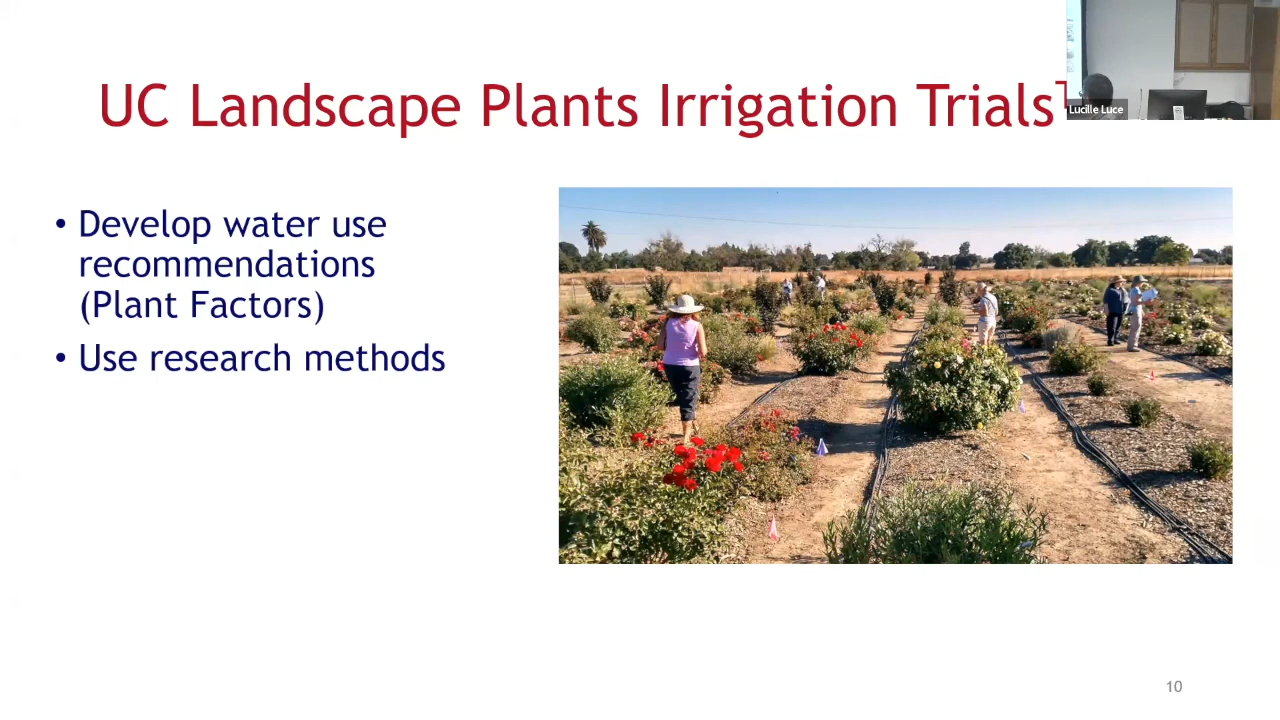 UC Landscape Plants Irrigation Trials
Lucille Luce
• Develop water use
recommendations
(Plant Factors)
• Use research methods
10